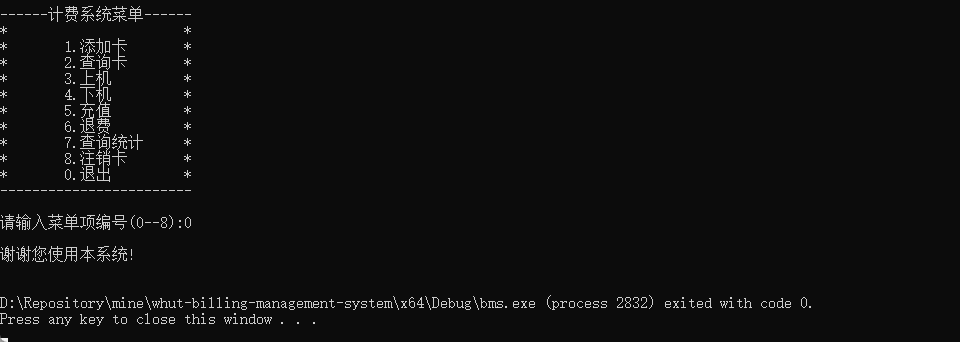 ------计费系统菜单------
*                      *
*       1.添加卡       *
*       2.查询卡       *
*       3.上机         *
*       4.下机         *
*       5.充值         *
*       6.退费         *
*       7.查询统计     *
*       8.注销卡       *
*       0.退出         *
------------------------
请输入菜单项编号(0--8):0
谢谢您使用本系统!
D:\Repository\mine\whut-billing-management-system\x64\Debug\bms.exe (process 2832) exited with code 0.
Press any key to close this window . . .